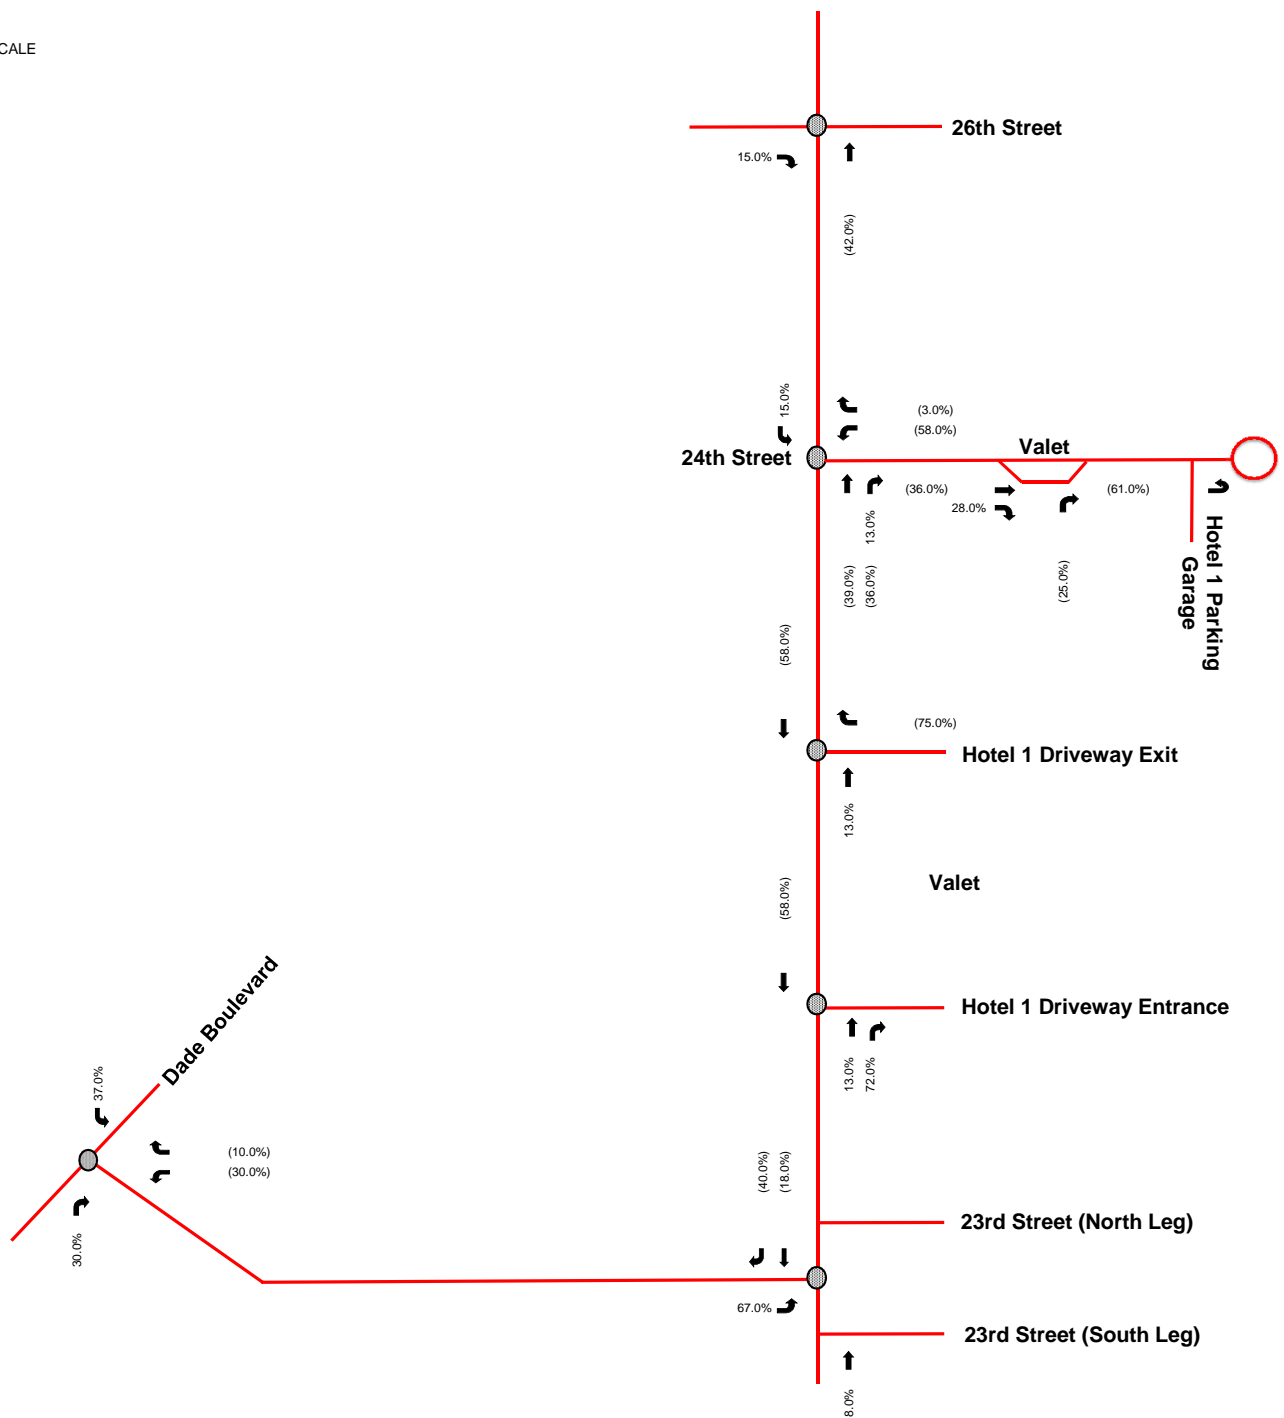 CALE
26th Street
15.0%
(42.0%)
15.0%
(3.0%)
(58.0%)
24th Street
Valet
(36.0%)
(61.0%)
28.0%
13.0%
(39.0%)
(36.0%)
(25.0%)
Hotel 1 Parking
Garage
(58.0%)
(75.0%)
Hotel 1 Driveway Exit
13.0%
Valet
(58.0%)
Hotel 1 Driveway Entrance
13.0%
72.0%
Dade Boulevard
37.0%
(10.0%)
(30.0%)
30.0%
(40.0%)
(18.0%)
23rd Street (North Leg)
67.0%
23rd Street (South Leg)
8.0%